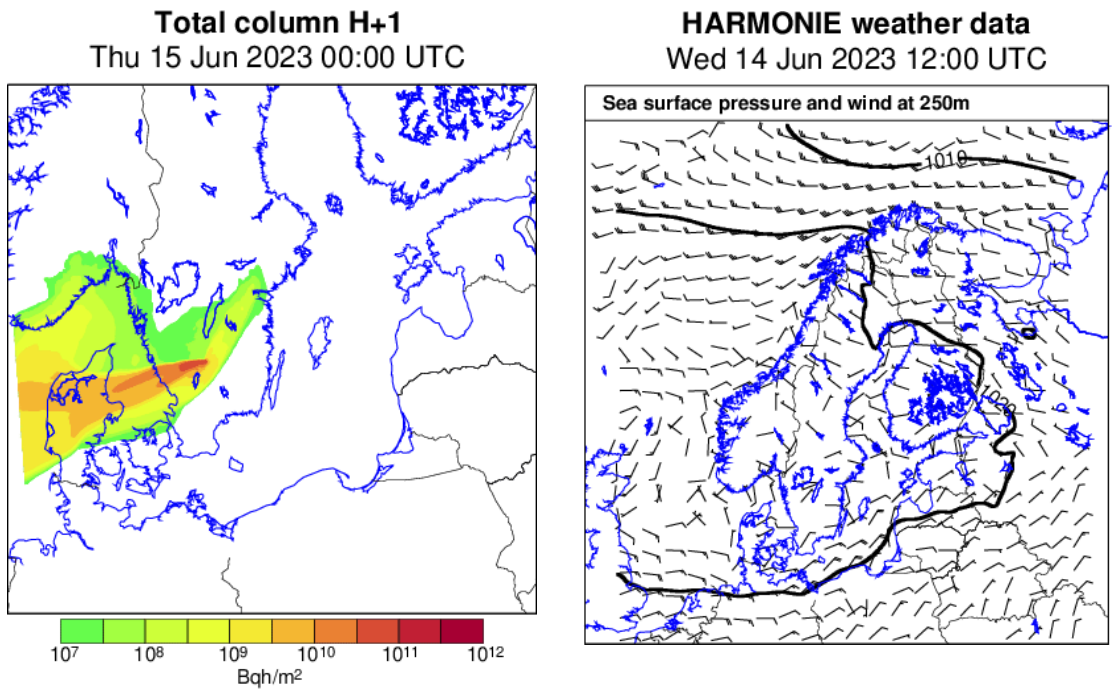 Total column H+1
Thu 15 Jun 2023 00:00 UTC
10⁷ 10⁸ 10⁹ 10¹⁰ 10¹¹ 10¹²
Bqh/m²
HARMONIE weather data
Wed 14 Jun 2023 12:00 UTC
Sea surface pressure and wind at 250m
1010
1020